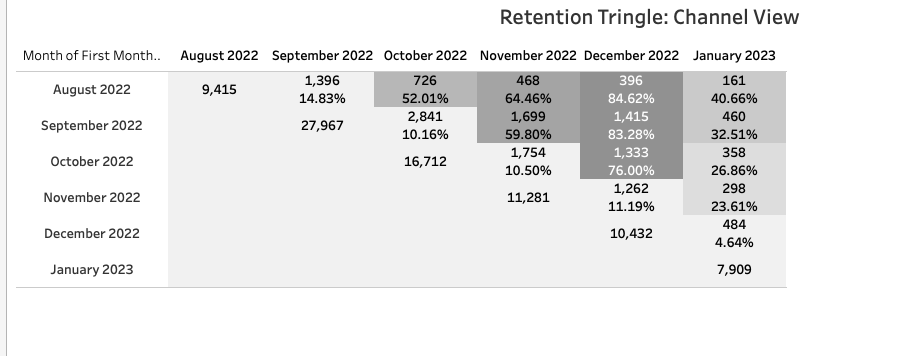 Retention Tringle: Channel View
Month of First Month.. August 2022 September 2022 October 2022 November 2022 December 2022 January 2023
August 2022 9,415 1,396 726 468 396 161
14.83% 52.01% 64.46% 84.62% 40.66%
September 2022 27,967 2,841 1,699 1,415 460
10.16% 59.80% 83.28% 32.51%
October 2022 16,712 1,754 1,333 358
10.50% 76.00% 26.86%
November 2022 11,281 1,262 298
11.19% 23.61%
December 2022 10,432 484
4.64%
January 2023 7,909